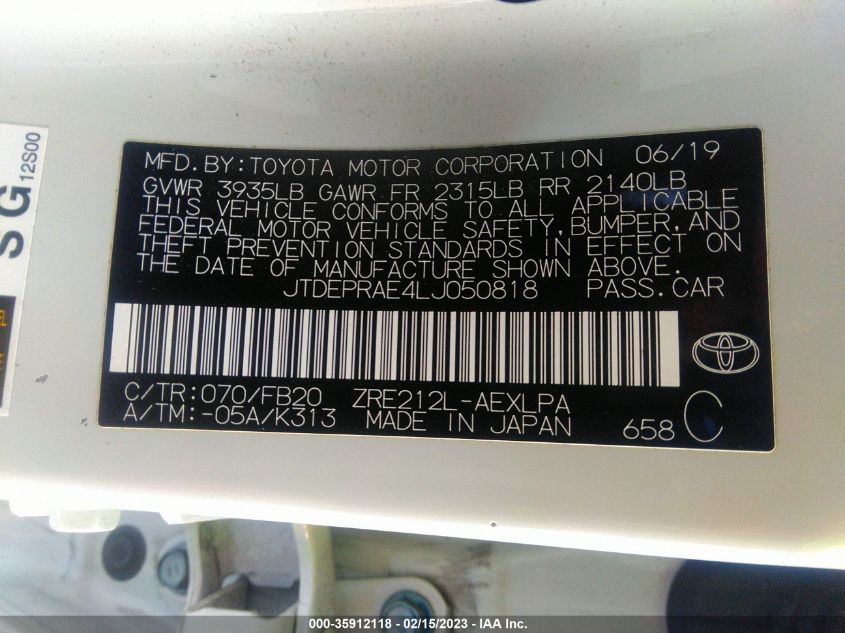 SG 12S00
MFD. BY: TOYOTA MOTOR CORPORATION 06/19
GVWR 3935LB GAWR FR 2315LB RR 2140LB
THIS VEHICLE CONFORMS TO ALL APPLICABLE
FEDERAL MOTOR VEHICLE SAFETY, BUMPER, AND
THEFT PREVENTION STANDARDS IN EFFECT ON
THE DATE OF MANUFACTURE SHOWN ABOVE.
JTDEPRAE4LJ050818 PASS. CAR
C/TR: 070/FB20 ZRE212L-AEXLPA
A/TM: -05A/K313 MADE IN JAPAN 658 C
000-35912118 - 02/15/2023 - IAA Inc.